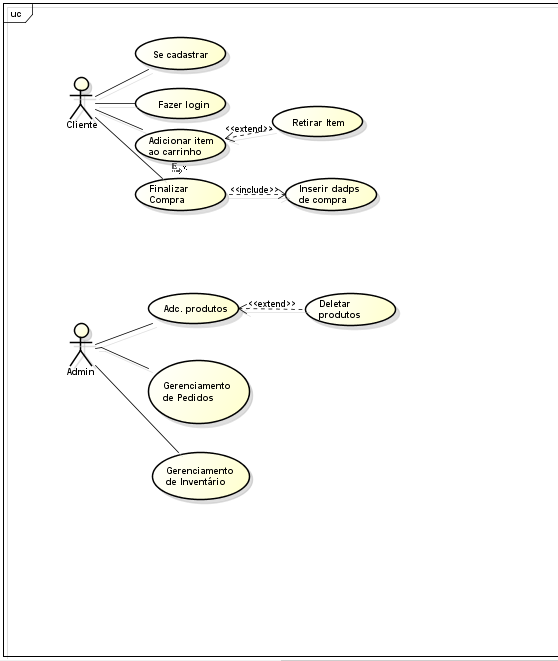 uc
Se cadastrar
Fazer login
Cliente
Adicionar item
ao carrinho
<<extend>>
Retirar Item
Finalizar
Compra
<<include>>
Inserir dadps
de compra
Adc. produtos
<<extend>>
Deletar
produtos
Admin
Gerenciamento
de Pedidos
Gerenciamento
de Inventário